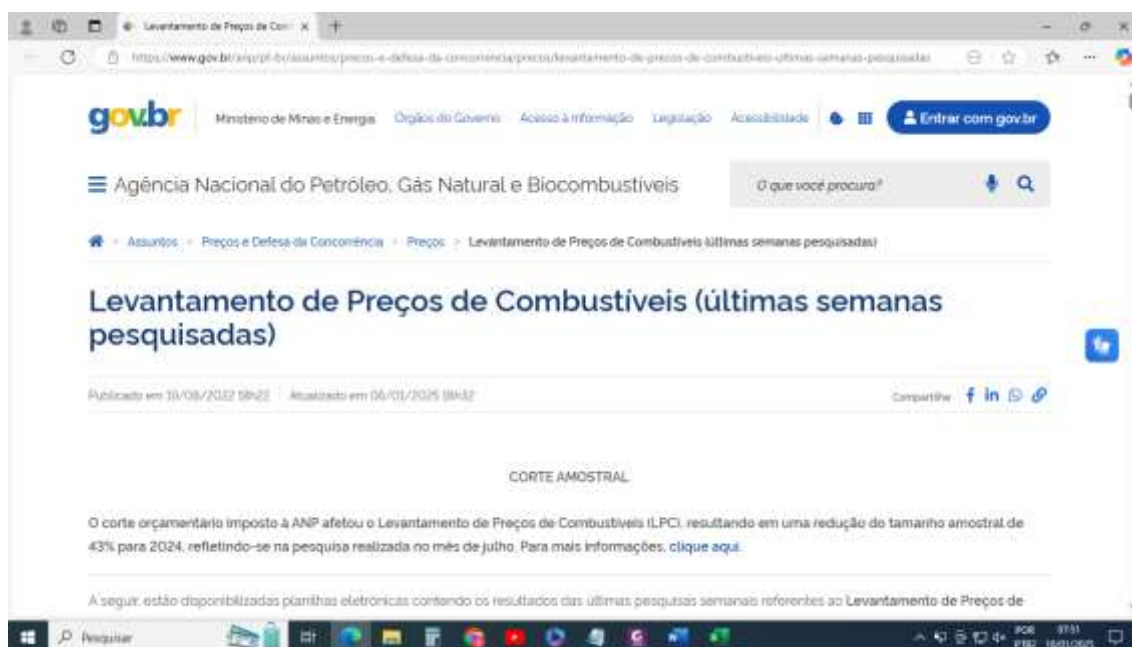 Levantamento de Preços de Com
https://www.gov.br/anp/pt-br/assuntos/precos-e-defesa-da-concorrencia/precos/levantamento-de-precos-de-combustiveis-ultimas-semanas-pesquisadas
gov.br Ministério de Minas e Energia Órgãos do Governo Acesso à Informação Legislação Acessibilidade Entrar com gov.br
Agência Nacional do Petróleo, Gás Natural e Biocombustíveis O que você procura?
> Assuntos > Preços e Defesa da Concorrência > Preços > Levantamento de Preços de Combustíveis (últimas semanas pesquisadas)
Levantamento de Preços de Combustíveis (últimas semanas
pesquisadas)
Publicado em Atualizado em 06/01/2025 Compartilhe
CORTE AMOSTRAL
O corte orçamentário imposto à ANP afetou o Levantamento de Preços de Combustíveis (LPC), resultando em uma redução do tamanho amostral de
43% para 2024, refletindo-se na pesquisa realizada no mês de julho. Para mais informações, clique aqui.
A seguir, estão disponibilizadas planilhas eletrônicas contendo os resultados das últimas pesquisas semanais referentes ao Levantamento de Preços de
Pesquisar POR 07:51
PTB2 10/01/2025